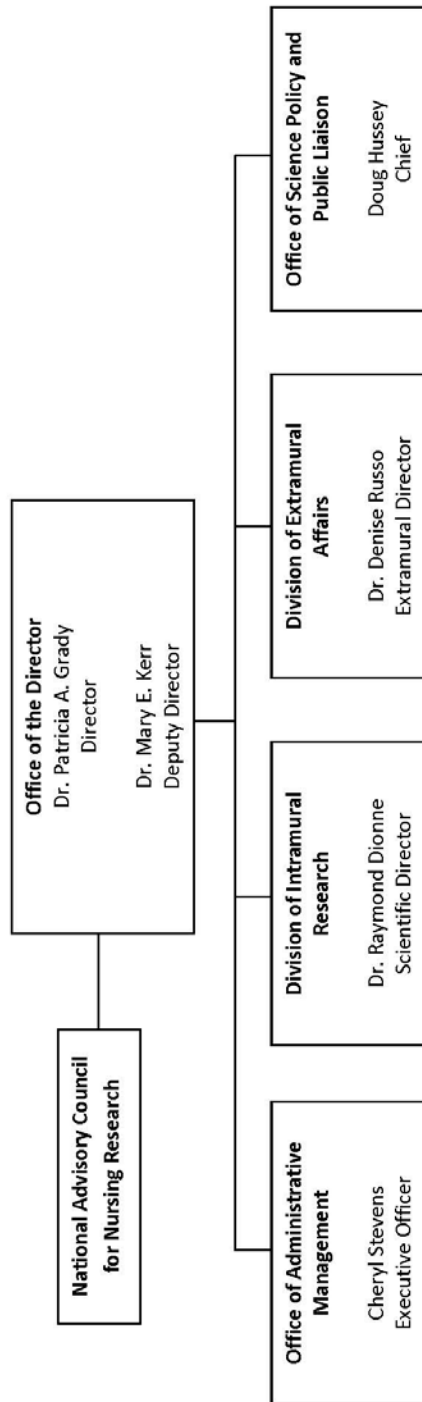 National Advisory Council
for Nursing Research
Office of the Director
Dr. Patricia A. Grady
Director
Dr. Mary E. Kerr
Deputy Director
Office of Administrative
Management
Cheryl Stevens
Executive Officer
Division of Intramural
Research
Dr. Raymond Dionne
Scientific Director
Division of Extramural
Affairs
Dr. Denise Russo
Extramural Director
Office of Science Policy and
Public Liaison
Doug Hussey
Chief